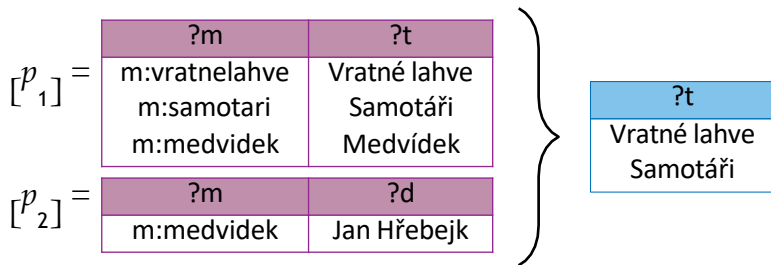 [p1] =
?m ?t
m:vratnelahve Vratné lahve
m:samotari Samotáři
m:medvidek Medvídek
[p2] =
?m ?d
m:medvidek Jan Hřebejk
?t
Vratné lahve
Samotáři